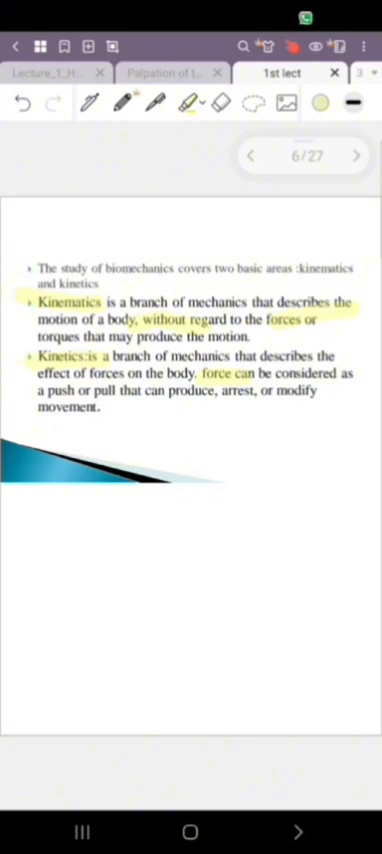 Lecture_1_H...
Palpation of t...
1st lect
3
6/27
The study of biomechanics covers two basic areas :kinematics
and kinetics
Kinematics is a branch of mechanics that describes the
motion of a body, without regard to the forces or
torques that may produce the motion.
Kinetics:is a branch of mechanics that describes the
effect of forces on the body. force can be considered as
a push or pull that can produce, arrest, or modify
movement.